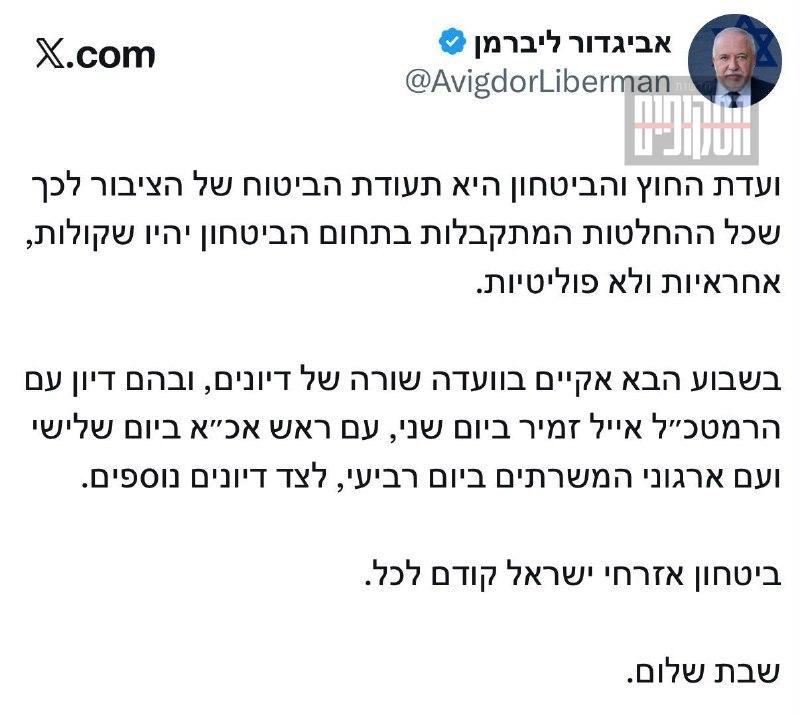 X.com
אביגדור ליברמן
@AvigdorLiberman
הסקופים
ועדת החוץ והביטחון היא תעודת הביטוח של הציבור לכך
שכל ההחלטות המתקבלות בתחום הביטחון יהיו שקולות,
אחראיות ולא פוליטיות.
בשבוע הבא אקיים בוועדה שורה של דיונים, ובהם דיון עם
הרמטכ״ל אייל זמיר ביום שני, עם ראש אכ״א ביום שלישי
ועם ארגוני המשרתים ביום רביעי, לצד דיונים נוספים.
ביטחון אזרחי ישראל קודם לכל.
שבת שלום.